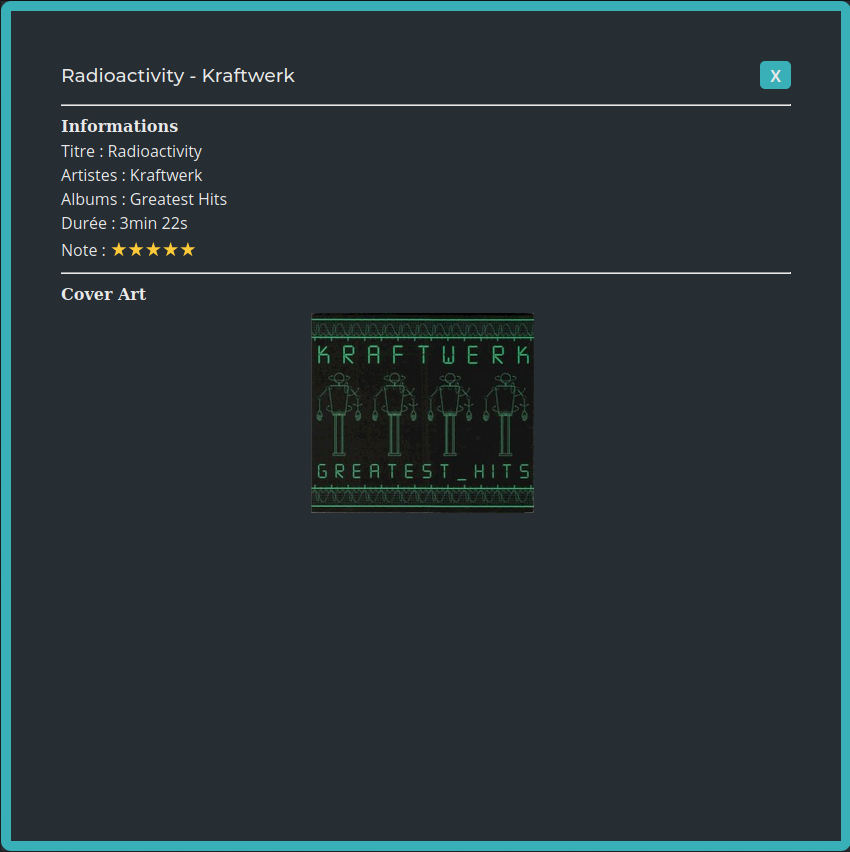 Radioactivity - Kraftwerk
X
Informations
Titre : Radioactivity
Artistes : Kraftwerk
Albums : Greatest Hits
Durée : 3min 22s
Note : ★★★★★
Cover Art
KRAFTWERK
GREATEST_HITS